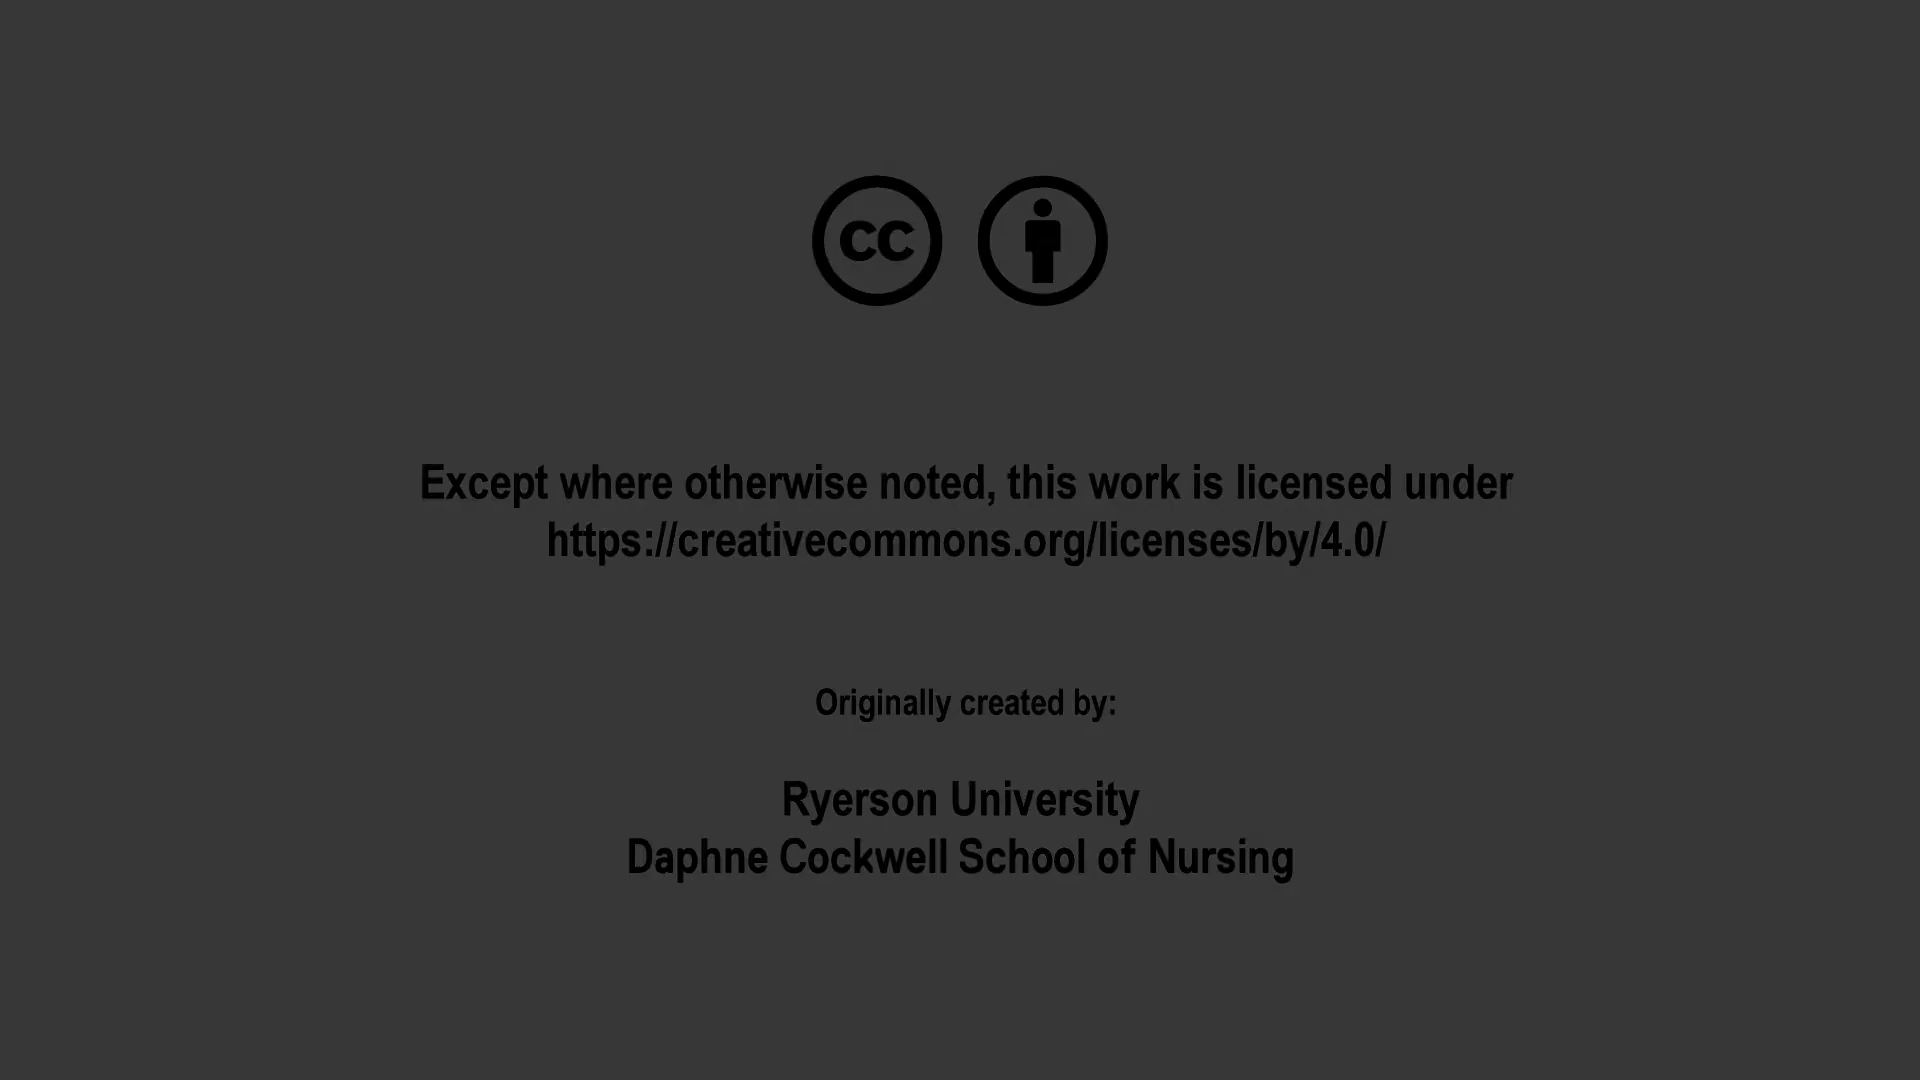 cc
Except where otherwise noted, this work is licensed under
https://creativecommons.org/licenses/by/4.0/
Originally created by:
Ryerson University
Daphne Cockwell School of Nursing